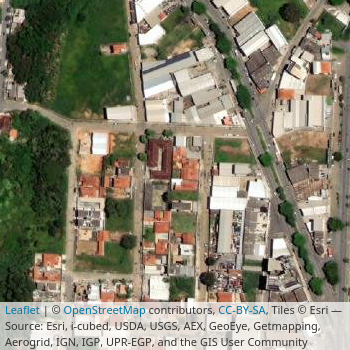 Leaflet | © OpenStreetMap contributors, CC-BY-SA, Tiles © Esri —
Source: Esri, i-cubed, USDA, USGS, AEX, GeoEye, Getmapping,
Aerogrid, IGN, IGP, UPR-EGP, and the GIS User Community